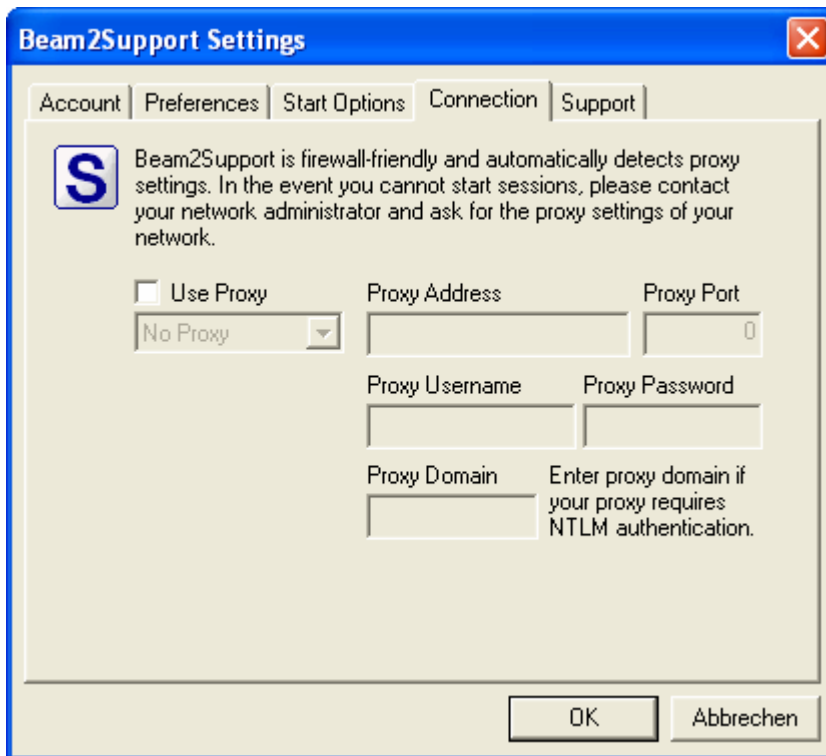 Beam2Support Settings
Account Preferences Start Options Connection Support
S
Beam2Support is firewall-friendly and automatically detects proxy
settings. In the event you cannot start sessions, please contact
your network administrator and ask for the proxy settings of your
network.
Use Proxy Proxy Address Proxy Port
No Proxy 0
Proxy Username Proxy Password
Proxy Domain Enter proxy domain if
your proxy requires
NTLM authentication.
OK Abbrechen